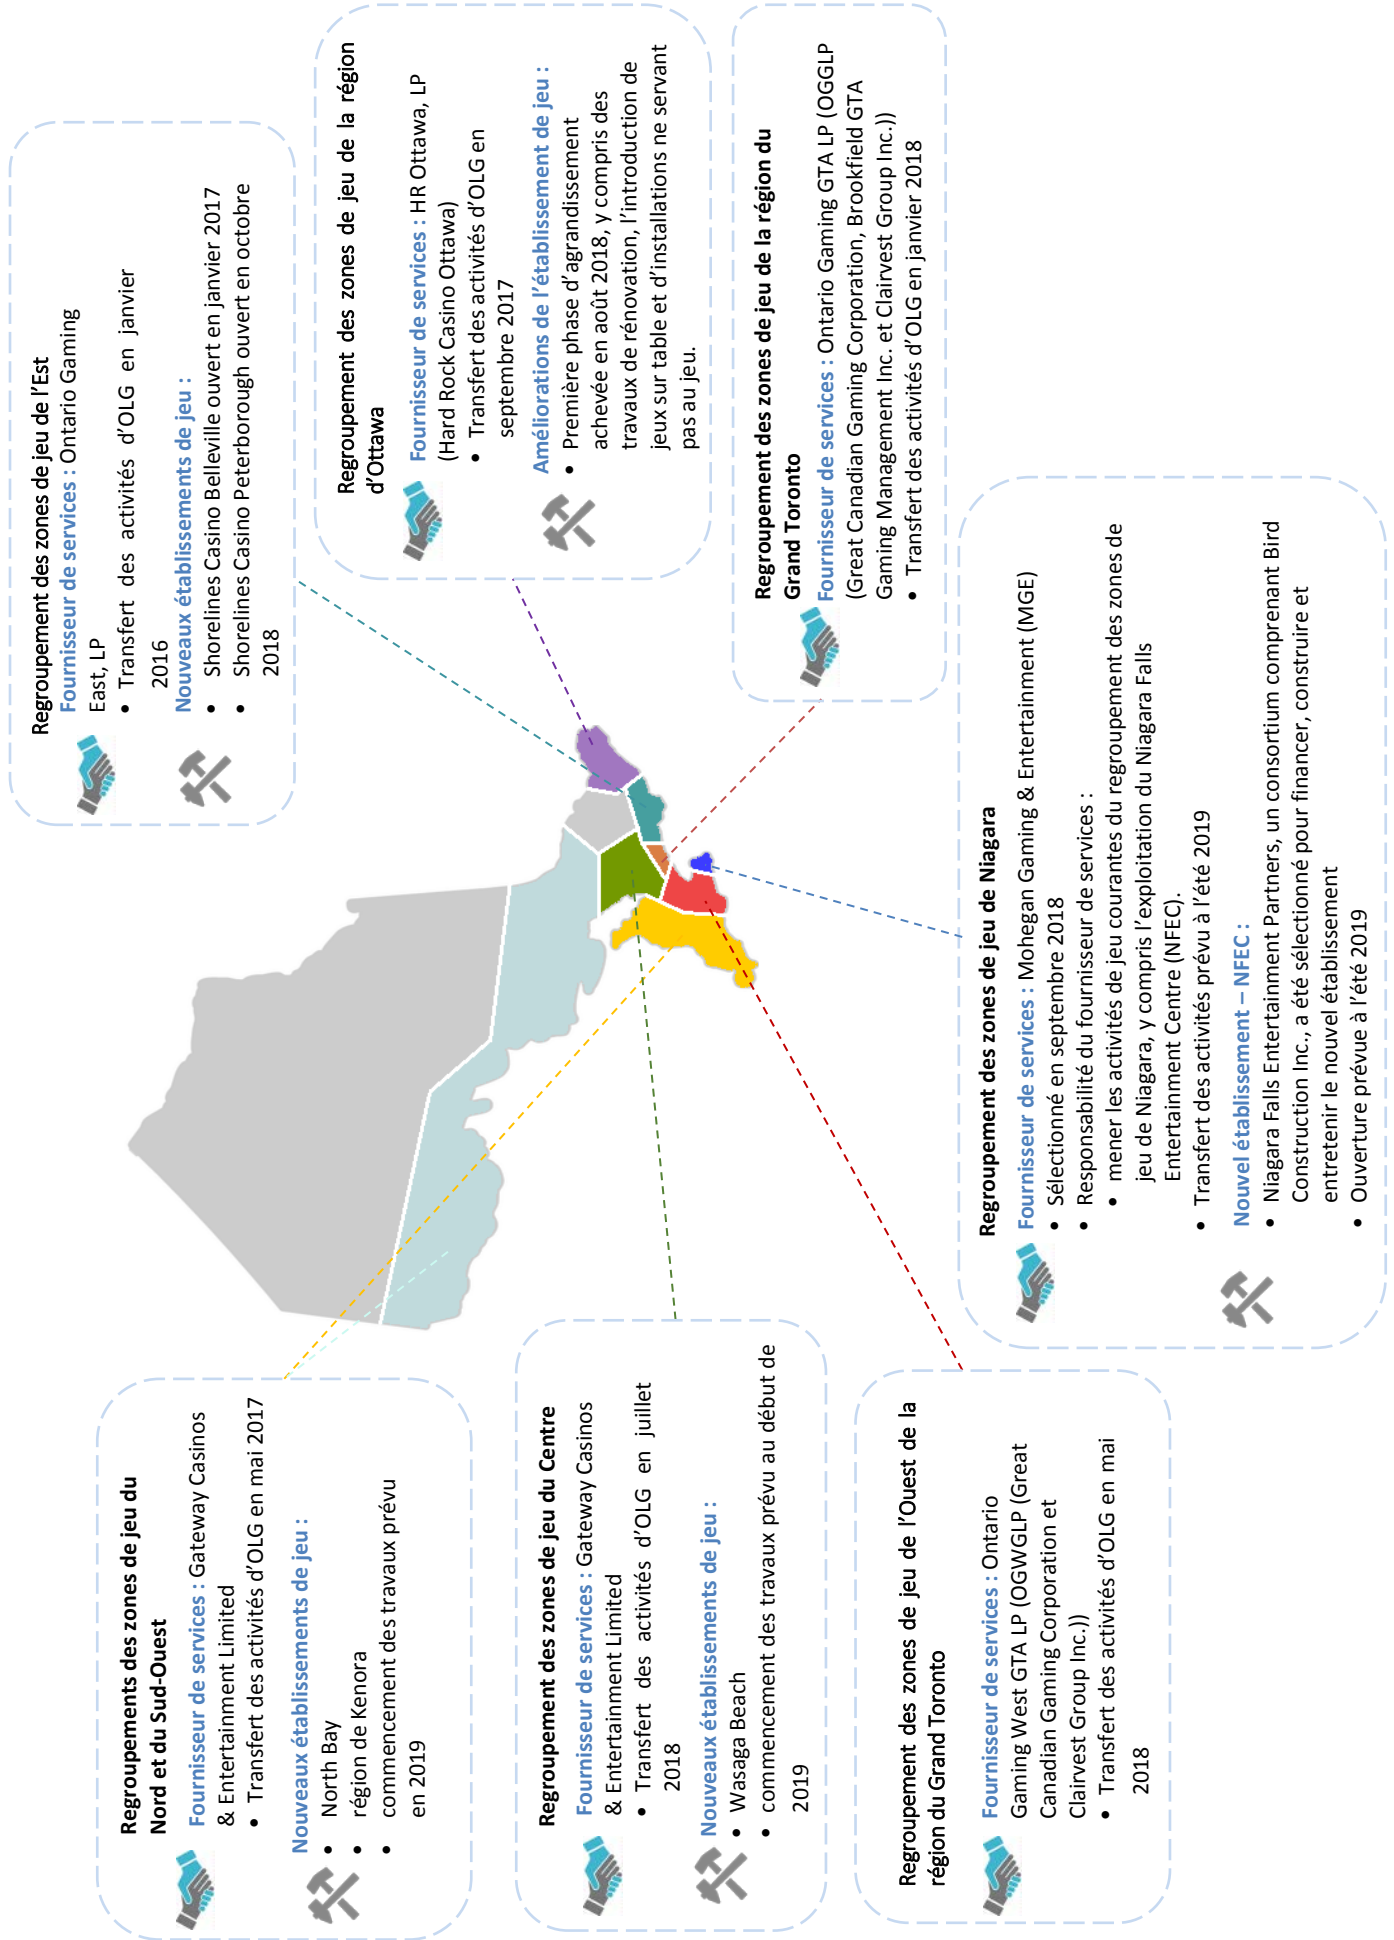 Regroupements des zones de jeu du
Nord et du Sud-Ouest
Fournisseur de services : Gateway Casinos
& Entertainment Limited
• Transfert des activités d’OLG en mai 2017
Nouveaux établissements de jeu :
• North Bay
• région de Kenora
• commencement des travaux prévu
en 2019
Regroupement des zones de jeu du Centre
Fournisseur de services : Gateway Casinos
& Entertainment Limited
• Transfert des activités d’OLG en juillet
2018
Nouveaux établissements de jeu :
• Wasaga Beach
• commencement des travaux prévu au début de
2019
Regroupement des zones de jeu de l’Ouest de la
région du Grand Toronto
Fournisseur de services : Ontario
Gaming West GTA LP (OGWGLP (Great
Canadian Gaming Corporation et
Clairvest Group Inc.))
• Transfert des activités d’OLG en mai
2018
Regroupement des zones de jeu de Niagara
Fournisseur de services : Mohegan Gaming & Entertainment (MGE)
• Sélectionné en septembre 2018
• Responsabilité du fournisseur de services :
• mener les activités de jeu courantes du regroupement des zones de
jeu de Niagara, y compris l’exploitation du Niagara Falls
Entertainment Centre (NFEC).
• Transfert des activités prévu à l’été 2019
Nouvel établissement – NFEC :
• Niagara Falls Entertainment Partners, un consortium comprenant Bird
Construction Inc., a été sélectionné pour financer, construire et
entretenir le nouvel établissement
• Ouverture prévue à l’été 2019
Regroupement des zones de jeu de l’Est
Fournisseur de services : Ontario Gaming
East, LP
• Transfert des activités d’OLG en janvier
2016
Nouveaux établissements de jeu :
• Shorelines Casino Belleville ouvert en janvier 2017
• Shorelines Casino Peterborough ouvert en octobre
2018
Regroupement des zones de jeu de la région
d’Ottawa
Fournisseur de services : HR Ottawa, LP
(Hard Rock Casino Ottawa)
• Transfert des activités d’OLG en
septembre 2017
Améliorations de l’établissement de jeu :
• Première phase d’agrandissement
achevée en août 2018, y compris des
travaux de rénovation, l’introduction de
jeux sur table et d’installations ne servant
pas au jeu.
Regroupement des zones de jeu de la région du
Grand Toronto
Fournisseur de services : Ontario Gaming GTA LP (OGGLP
(Great Canadian Gaming Corporation, Brookfield GTA
Gaming Management Inc. et Clairvest Group Inc.))
• Transfert des activités d’OLG en janvier 2018